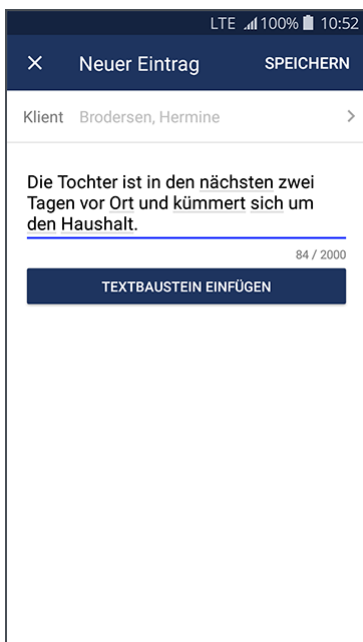 LTE 100% 10:52
Neuer Eintrag SPEICHERN
Klient Brodersen, Hermine
Die Tochter ist in den nächsten zwei
Tagen vor Ort und kümmert sich um
den Haushalt.
84 / 2000
TEXTBAUSTEIN EINFÜGEN